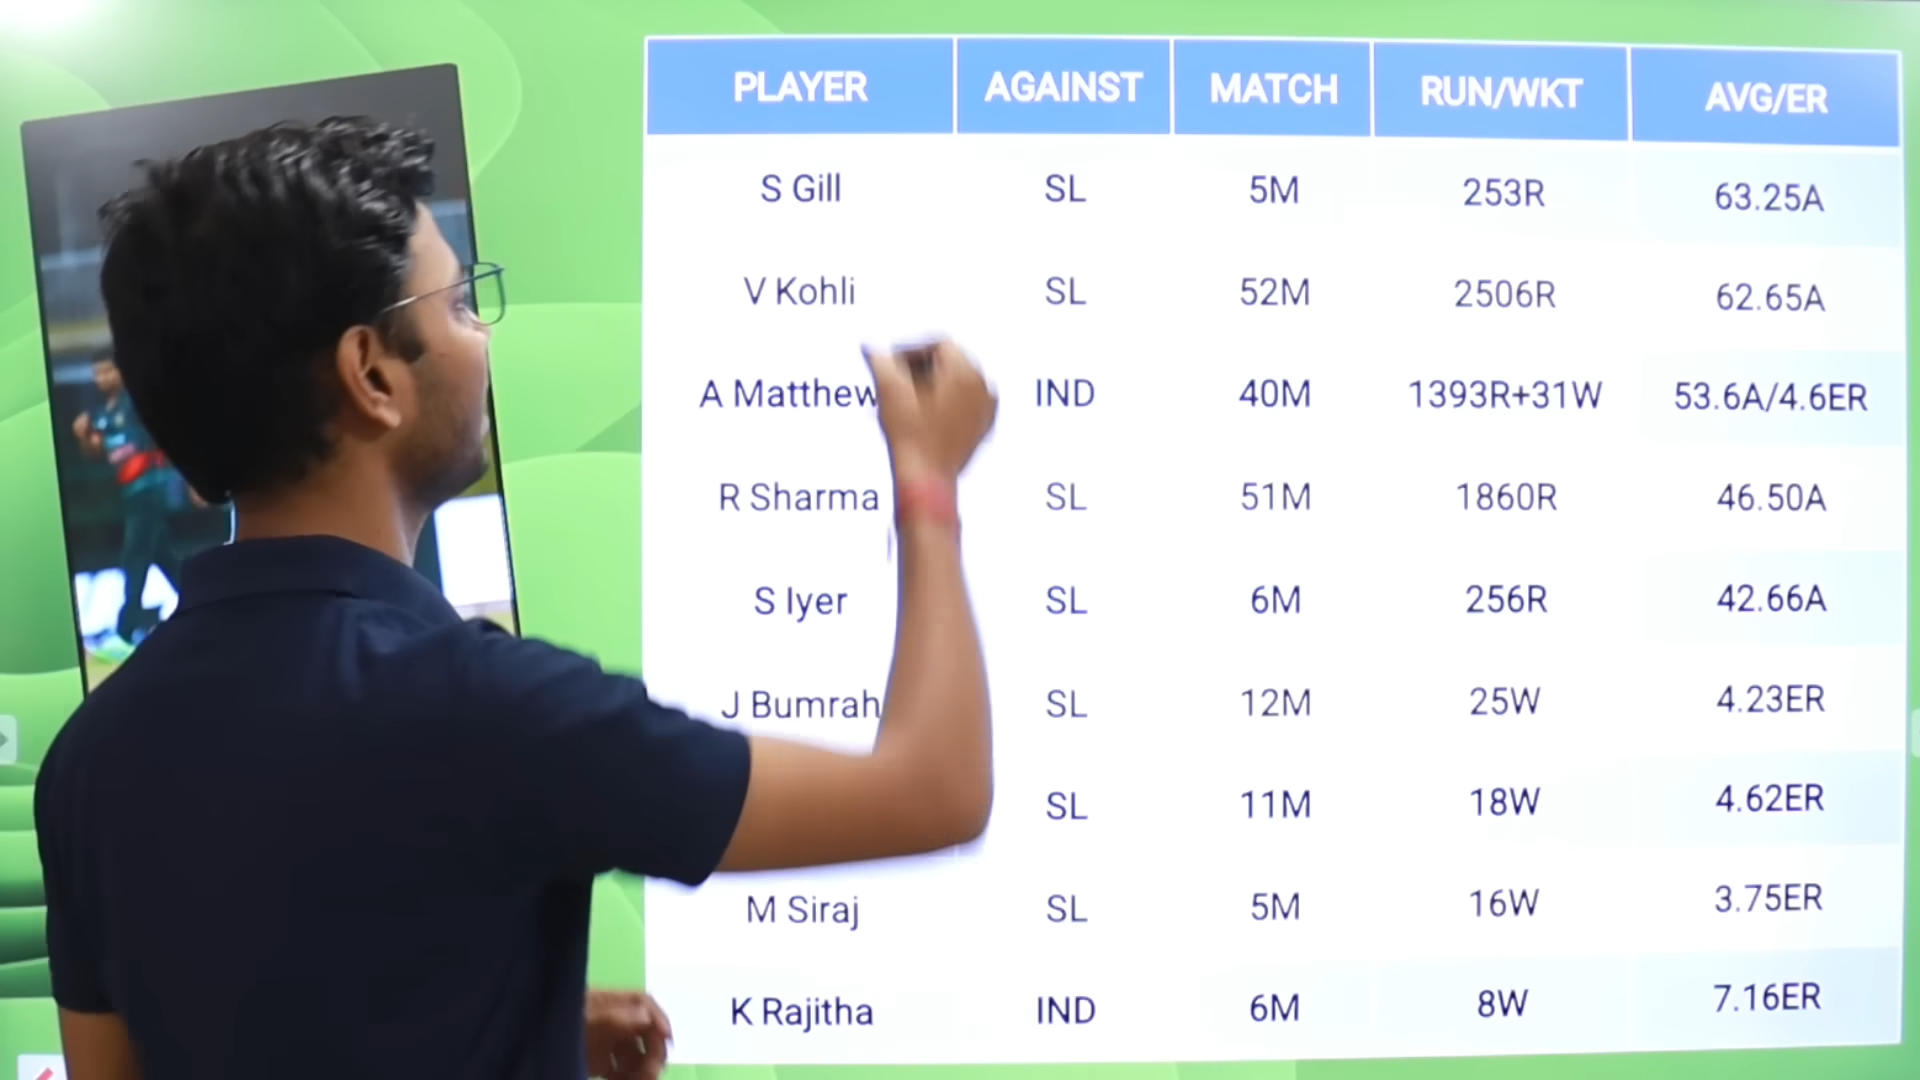 PLAYER AGAINST MATCH RUN/WKT AVG/ER
S Gill SL 5M 253R 63.25A
V Kohli SL 52M 2506R 62.65A
A Matthew IND 40M 1393R+31W 53.6A/4.6ER
R Sharma SL 51M 1860R 46.50A
S Iyer SL 6M 256R 42.66A
J Bumrah SL 12M 25W 4.23ER
SL 11M 18W 4.62ER
M Siraj SL 5M 16W 3.75ER
K Rajitha IND 6M 8W 7.16ER